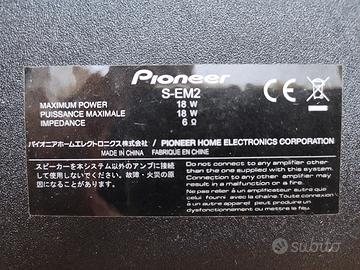 Pioneer
S-EM2
MAXIMUM POWER 18 W
PUISSANCE MAXIMALE 18 W
IMPEDANCE 6 Ω
CE
パイオニアホームエレクトロニクス株式会社 / PIONEER HOME ELECTRONICS CORPORATION
MADE IN CHINA FABRIQUE EN CHINE
スピーカーを本システム以外のアンプに接続
して使用しないでください。故障・火災の原
因になります。
Do not connect to any amplifier other
than the one supplied with this system.
Connection to any other amplifier may
result in malfunction or fire.
Ne pas relier à un amplificateur autre que
celui fourni avec la chaîne. Toute connexion
à un autre amplificateur peut produire un
dysfonctionnement ou mettre le feu.
subito